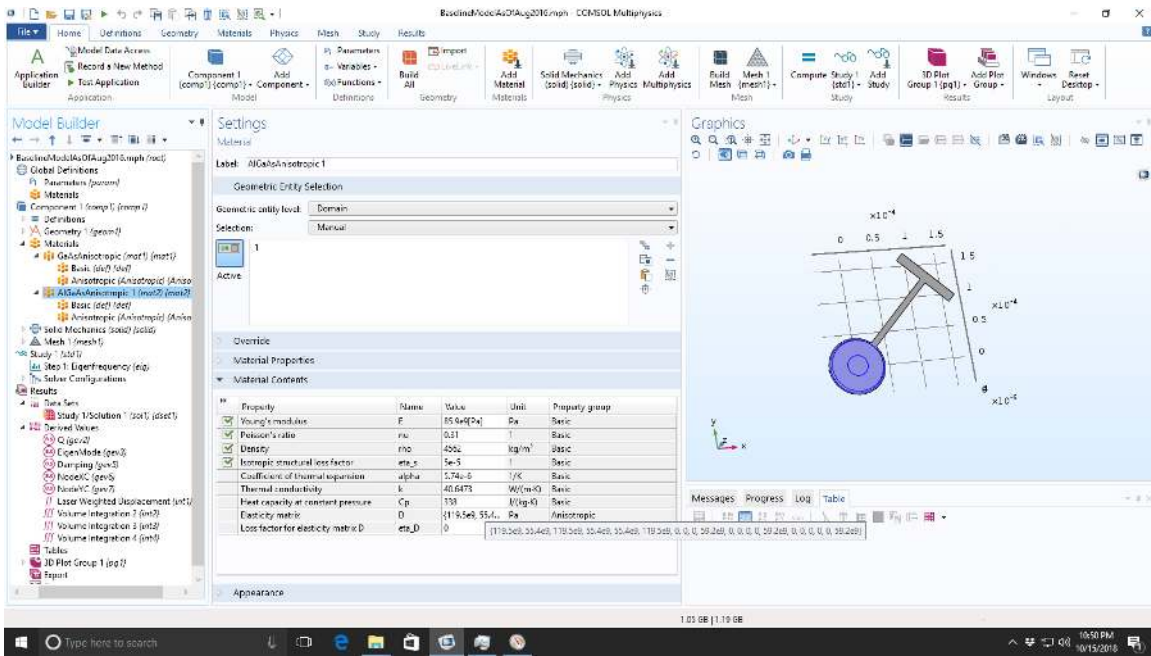 BaselineModelAsOfAug2016.mph - COMSOL Multiphysics
File Home Definitions Geometry Materials Physics Mesh Study Results
Application Builder
Model Data Access
Record a New Method
Test Application
Application
Component 1 (comp1) (comp1)
Add Component
Model
Pi Parameters
a= Variables
f(x) Functions
Definitions
Build All
Import
LiveLink
Geometry
Add Material
Materials
Solid Mechanics (solid) (solid)
Add Physics
Add Multiphysics
Physics
Build Mesh
Mesh 1 (mesh1)
Mesh
Compute
Study 1 (std1)
Add Study
Study
3D Plot Group 1 (pg1)
Add Plot Group
Results
Windows
Reset Desktop
Layout
Model Builder
BaselineModelAsOfAug2016.mph (root)
Global Definitions
Pi Parameters (param)
Materials
Component 1 (comp1) (comp1)
Definitions
Geometry 1 (geom1)
Materials
GaAsAnisotropic (mat1) (mat1)
Basic (def) (def)
Anisotropic (Anisotropic) (Aniso
AlGaAsAnisotropic 1 (mat2) (mat2)
Basic (def) (def)
Anisotropic (Anisotropic) (Aniso
Solid Mechanics (solid) (solid)
Mesh 1 (mesh1)
Study 1 (std1)
Step 1: Eigenfrequency (eig)
Solver Configurations
Results
Data Sets
Study 1/Solution 1 (sol1) (dset1)
Derived Values
Q (gev2)
EigenMode (gev3)
Damping (gev5)
NodeXC (gev6)
NodeYC (gev7)
Laser Weighted Displacement (int1)
Volume Integration 2 (int2)
Volume Integration 3 (int3)
Volume Integration 4 (int4)
Tables
3D Plot Group 1 (pg1)
Export
Settings
Material
Label: AlGaAsAnisotropic 1
Geometric Entity Selection
Geometric entity level: Domain
Selection: Manual
1
Active
Override
Material Properties
Material Contents
Property Name Value Unit Property group
Young's modulus E 85.9e9[Pa] Pa Basic
Poisson's ratio nu 0.31 1 Basic
Density rho 4562 kg/m³ Basic
Isotropic structural loss factor eta_s 5e-5 1 Basic
Coefficient of thermal expansion alpha 5.74e-6 1/K Basic
Thermal conductivity k 40.6473 W/(m·K) Basic
Heat capacity at constant pressure Cp 338 J/(kg·K) Basic
Elasticity matrix D {119.5e9, 55.4... Pa Anisotropic
Loss factor for elasticity matrix D eta_D 0
{119.5e9, 55.4e9, 119.5e9, 55.4e9, 55.4e9, 119.5e9, 0, 0, 0, 59.2e9, 0, 0, 0, 0, 59.2e9, 0, 0, 0, 0, 0, 59.2e9}
Appearance
Graphics
×10⁻⁴
0 0.5 1 1.5
1.5
1
×10⁻⁴
0.5
0
×10⁻⁶
y
z x
Messages Progress Log Table
1.05 GB | 1.19 GB
Type here to search
10:50 PM
10/15/2018